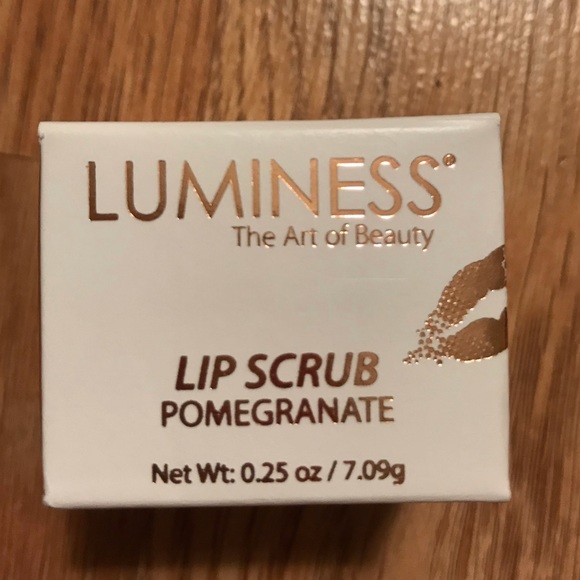 LUMINESS®
The Art of Beauty
LIP SCRUB
POMEGRANATE
Net Wt: 0.25 oz / 7.09g